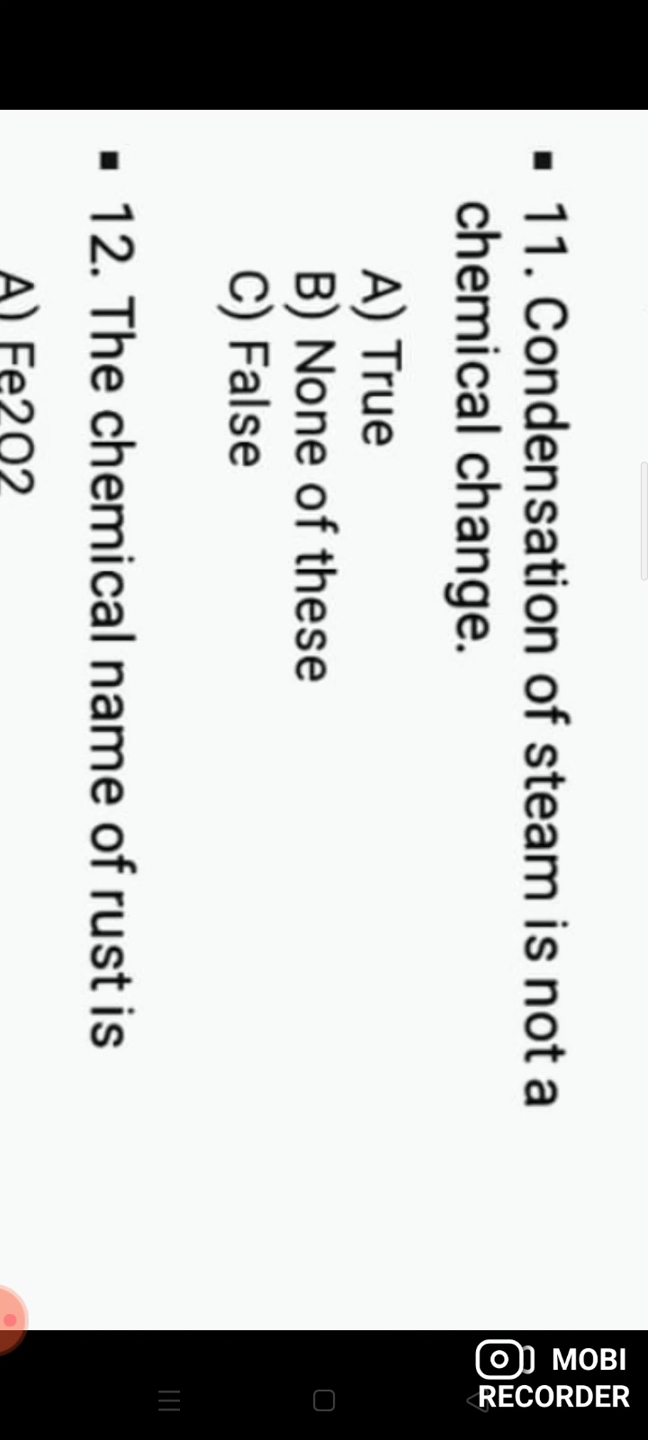 ▪ 11. Condensation of steam is not a
chemical change.
A) True
B) None of these
C) False
▪ 12. The chemical name of rust is
A) Fe2O2
MOBI
RECORDER